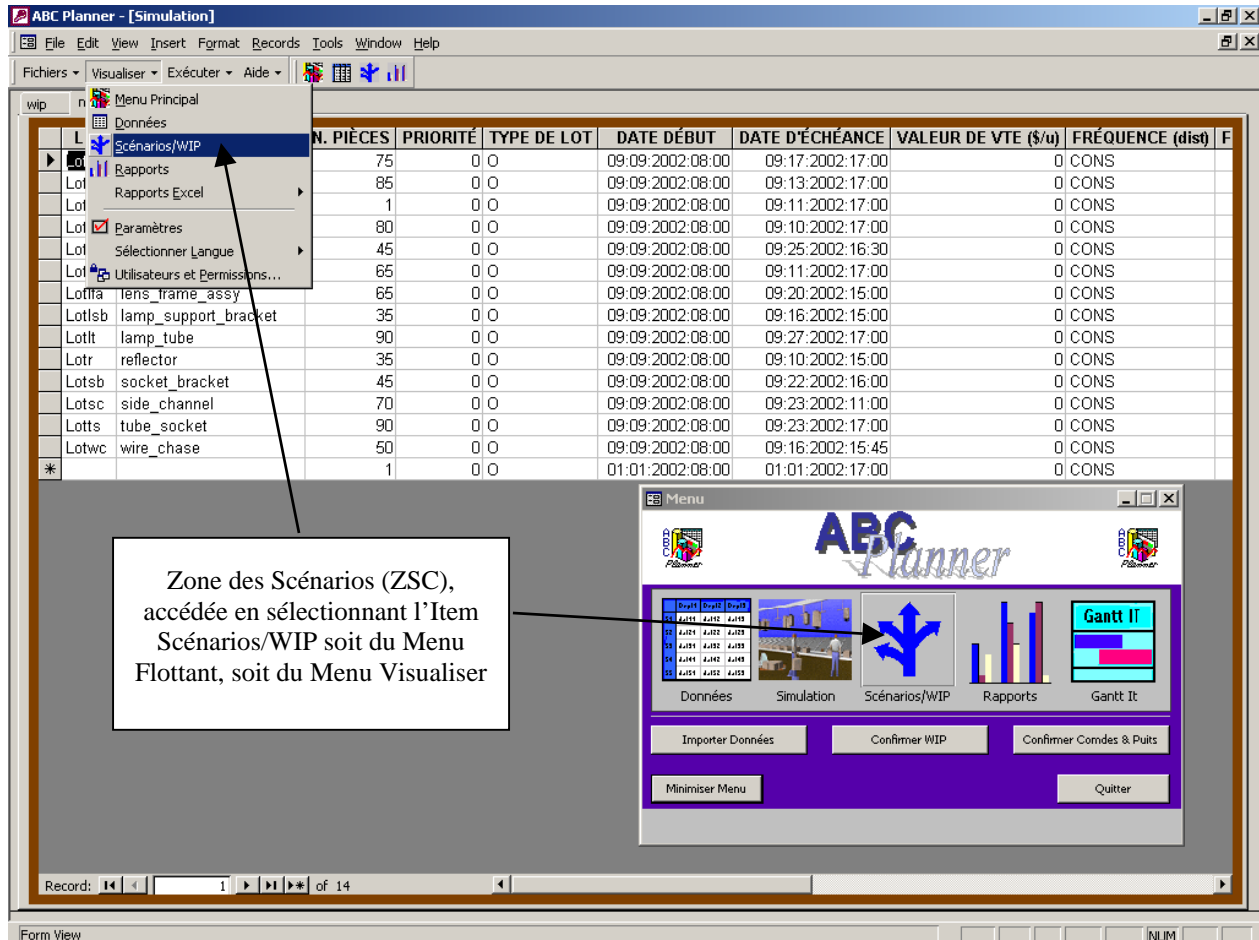 ABC Planner - [Simulation]
File Edit View Insert Format Records Tools Window Help
Fichiers Visualiser Exécuter Aide
wip
Menu Principal
Données
Scénarios/WIP
Rapports
Rapports Excel
Paramètres
Sélectionner Langue
Utilisateurs et Permissions...
L N. PIÈCES PRIORITÉ TYPE DE LOT DATE DÉBUT DATE D'ÉCHÉANCE VALEUR DE VTE ($/u) FRÉQUENCE (dist) F
Lot 75 0 O 09:09:2002:08:00 09:17:2002:17:00 0 CONS
Lot 85 0 O 09:09:2002:08:00 09:13:2002:17:00 0 CONS
Lot 1 0 O 09:09:2002:08:00 09:11:2002:17:00 0 CONS
Lot 80 0 O 09:09:2002:08:00 09:10:2002:17:00 0 CONS
Lot 45 0 O 09:09:2002:08:00 09:25:2002:16:30 0 CONS
Lot 65 0 O 09:09:2002:08:00 09:11:2002:17:00 0 CONS
Lotlfa lens_frame_assy 65 0 O 09:09:2002:08:00 09:20:2002:15:00 0 CONS
Lotlsb lamp_support_bracket 35 0 O 09:09:2002:08:00 09:16:2002:15:00 0 CONS
Lotlt lamp_tube 90 0 O 09:09:2002:08:00 09:27:2002:17:00 0 CONS
Lotr reflector 35 0 O 09:09:2002:08:00 09:10:2002:15:00 0 CONS
Lotsb socket_bracket 45 0 O 09:09:2002:08:00 09:22:2002:16:00 0 CONS
Lotsc side_channel 70 0 O 09:09:2002:08:00 09:23:2002:11:00 0 CONS
Lotts tube_socket 90 0 O 09:09:2002:08:00 09:23:2002:17:00 0 CONS
Lotwc wire_chase 50 0 O 09:09:2002:08:00 09:16:2002:15:45 0 CONS
1 0 O 01:01:2002:08:00 01:01:2002:17:00 0 CONS
Zone des Scénarios (ZSC),
accédée en sélectionnant l'Item
Scénarios/WIP soit du Menu
Flottant, soit du Menu Visualiser
Menu
ABC Planner
Gantt IT
Données Simulation Scénarios/WIP Rapports Gantt It
Importer Données Confirmer WIP Confirmer Comdes & Puits
Minimiser Menu Quitter
Record: 1 of 14
Form View NUM